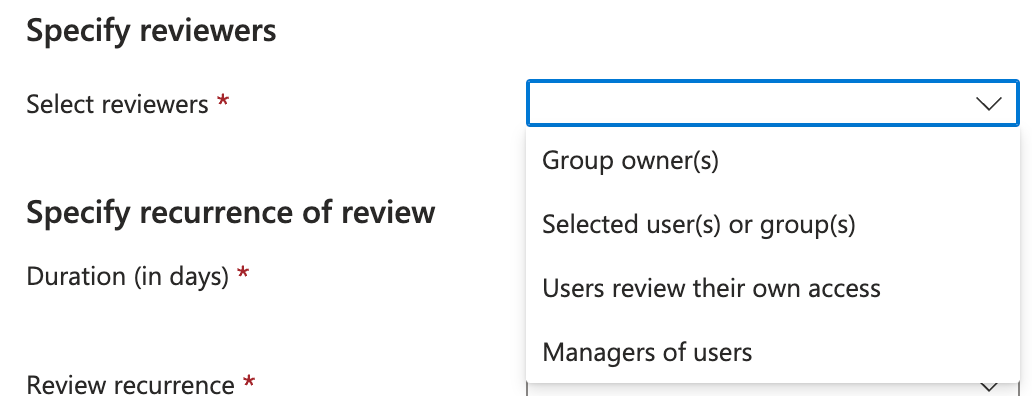 Specify reviewers
Select reviewers *
Group owner(s)
Selected user(s) or group(s)
Users review their own access
Managers of users
Specify recurrence of review
Duration (in days) *
Review recurrence *